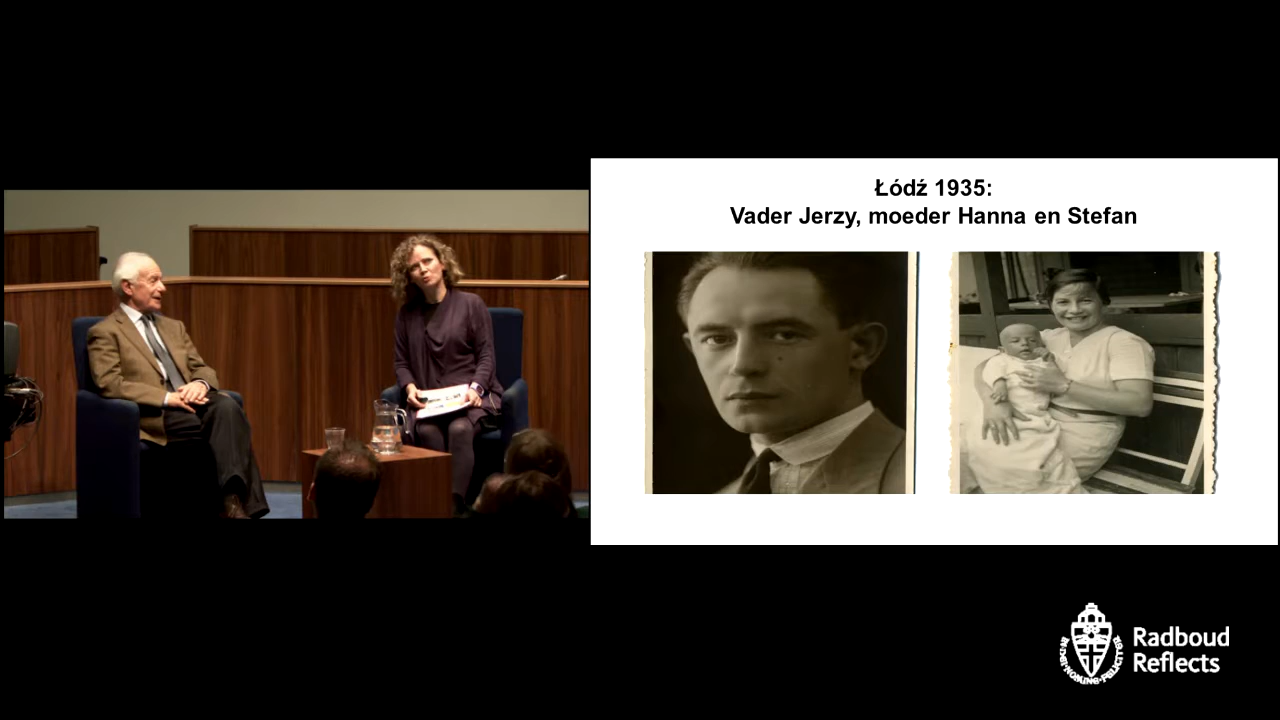 Łódź 1935:
Vader Jerzy, moeder Hanna en Stefan
Radboud
Reflects